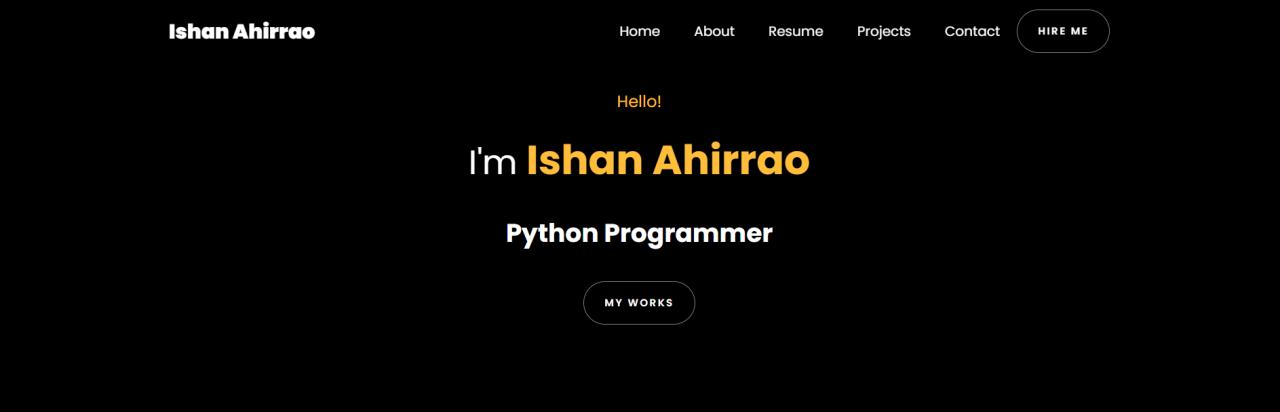 Ishan Ahirrao
Home About Resume Projects Contact HIRE ME
Hello!
I'm Ishan Ahirrao
Python Programmer
MY WORKS